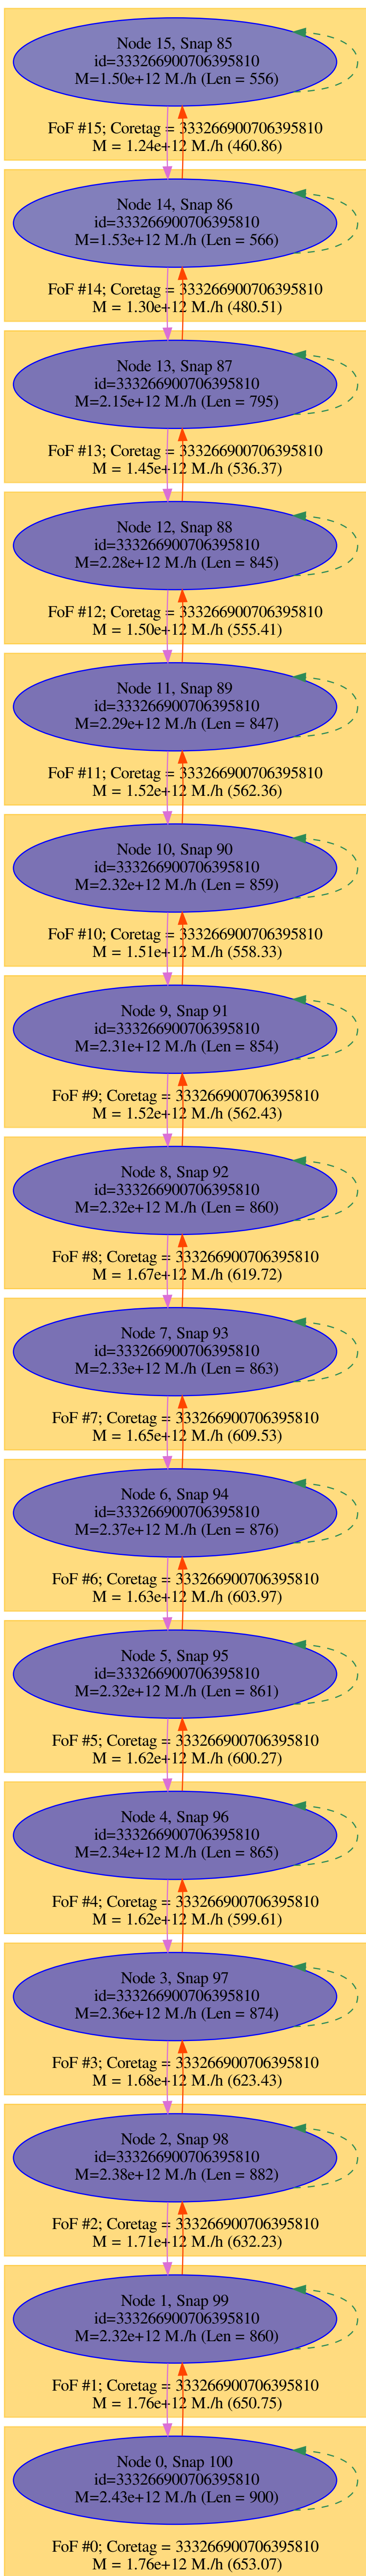 Node 15, Snap 85
id=333266900706395810
M=1.50e+12 M./h (Len = 556)
FoF #15; Coretag = 333266900706395810
M = 1.24e+12 M./h (460.86)
Node 14, Snap 86
id=333266900706395810
M=1.53e+12 M./h (Len = 566)
FoF #14; Coretag = 333266900706395810
M = 1.30e+12 M./h (480.51)
Node 13, Snap 87
id=333266900706395810
M=2.15e+12 M./h (Len = 795)
FoF #13; Coretag = 333266900706395810
M = 1.45e+12 M./h (536.37)
Node 12, Snap 88
id=333266900706395810
M=2.28e+12 M./h (Len = 845)
FoF #12; Coretag = 333266900706395810
M = 1.50e+12 M./h (555.41)
Node 11, Snap 89
id=333266900706395810
M=2.29e+12 M./h (Len = 847)
FoF #11; Coretag = 333266900706395810
M = 1.52e+12 M./h (562.36)
Node 10, Snap 90
id=333266900706395810
M=2.32e+12 M./h (Len = 859)
FoF #10; Coretag = 333266900706395810
M = 1.51e+12 M./h (558.33)
Node 9, Snap 91
id=333266900706395810
M=2.31e+12 M./h (Len = 854)
FoF #9; Coretag = 333266900706395810
M = 1.52e+12 M./h (562.43)
Node 8, Snap 92
id=333266900706395810
M=2.32e+12 M./h (Len = 860)
FoF #8; Coretag = 333266900706395810
M = 1.67e+12 M./h (619.72)
Node 7, Snap 93
id=333266900706395810
M=2.33e+12 M./h (Len = 863)
FoF #7; Coretag = 333266900706395810
M = 1.65e+12 M./h (609.53)
Node 6, Snap 94
id=333266900706395810
M=2.37e+12 M./h (Len = 876)
FoF #6; Coretag = 333266900706395810
M = 1.63e+12 M./h (603.97)
Node 5, Snap 95
id=333266900706395810
M=2.32e+12 M./h (Len = 861)
FoF #5; Coretag = 333266900706395810
M = 1.62e+12 M./h (600.27)
Node 4, Snap 96
id=333266900706395810
M=2.34e+12 M./h (Len = 865)
FoF #4; Coretag = 333266900706395810
M = 1.62e+12 M./h (599.61)
Node 3, Snap 97
id=333266900706395810
M=2.36e+12 M./h (Len = 874)
FoF #3; Coretag = 333266900706395810
M = 1.68e+12 M./h (623.43)
Node 2, Snap 98
id=333266900706395810
M=2.38e+12 M./h (Len = 882)
FoF #2; Coretag = 333266900706395810
M = 1.71e+12 M./h (632.23)
Node 1, Snap 99
id=333266900706395810
M=2.32e+12 M./h (Len = 860)
FoF #1; Coretag = 333266900706395810
M = 1.76e+12 M./h (650.75)
Node 0, Snap 100
id=333266900706395810
M=2.43e+12 M./h (Len = 900)
FoF #0; Coretag = 333266900706395810
M = 1.76e+12 M./h (653.07)